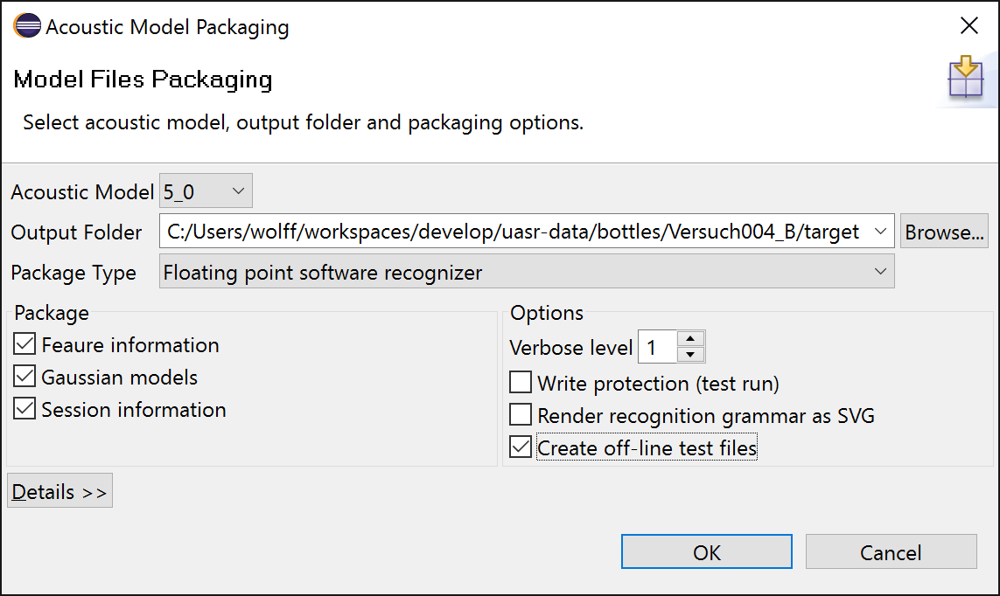 Acoustic Model Packaging
Model Files Packaging
Select acoustic model, output folder and packaging options.
Acoustic Model 5_0
Output Folder C:/Users/wolff/workspaces/develop/uasr-data/bottles/Versuch004_B/target Browse...
Package Type Floating point software recognizer
Package
Feaure information
Gaussian models
Session information
Options
Verbose level 1
Write protection (test run)
Render recognition grammar as SVG
Create off-line test files
Details >>
OK Cancel